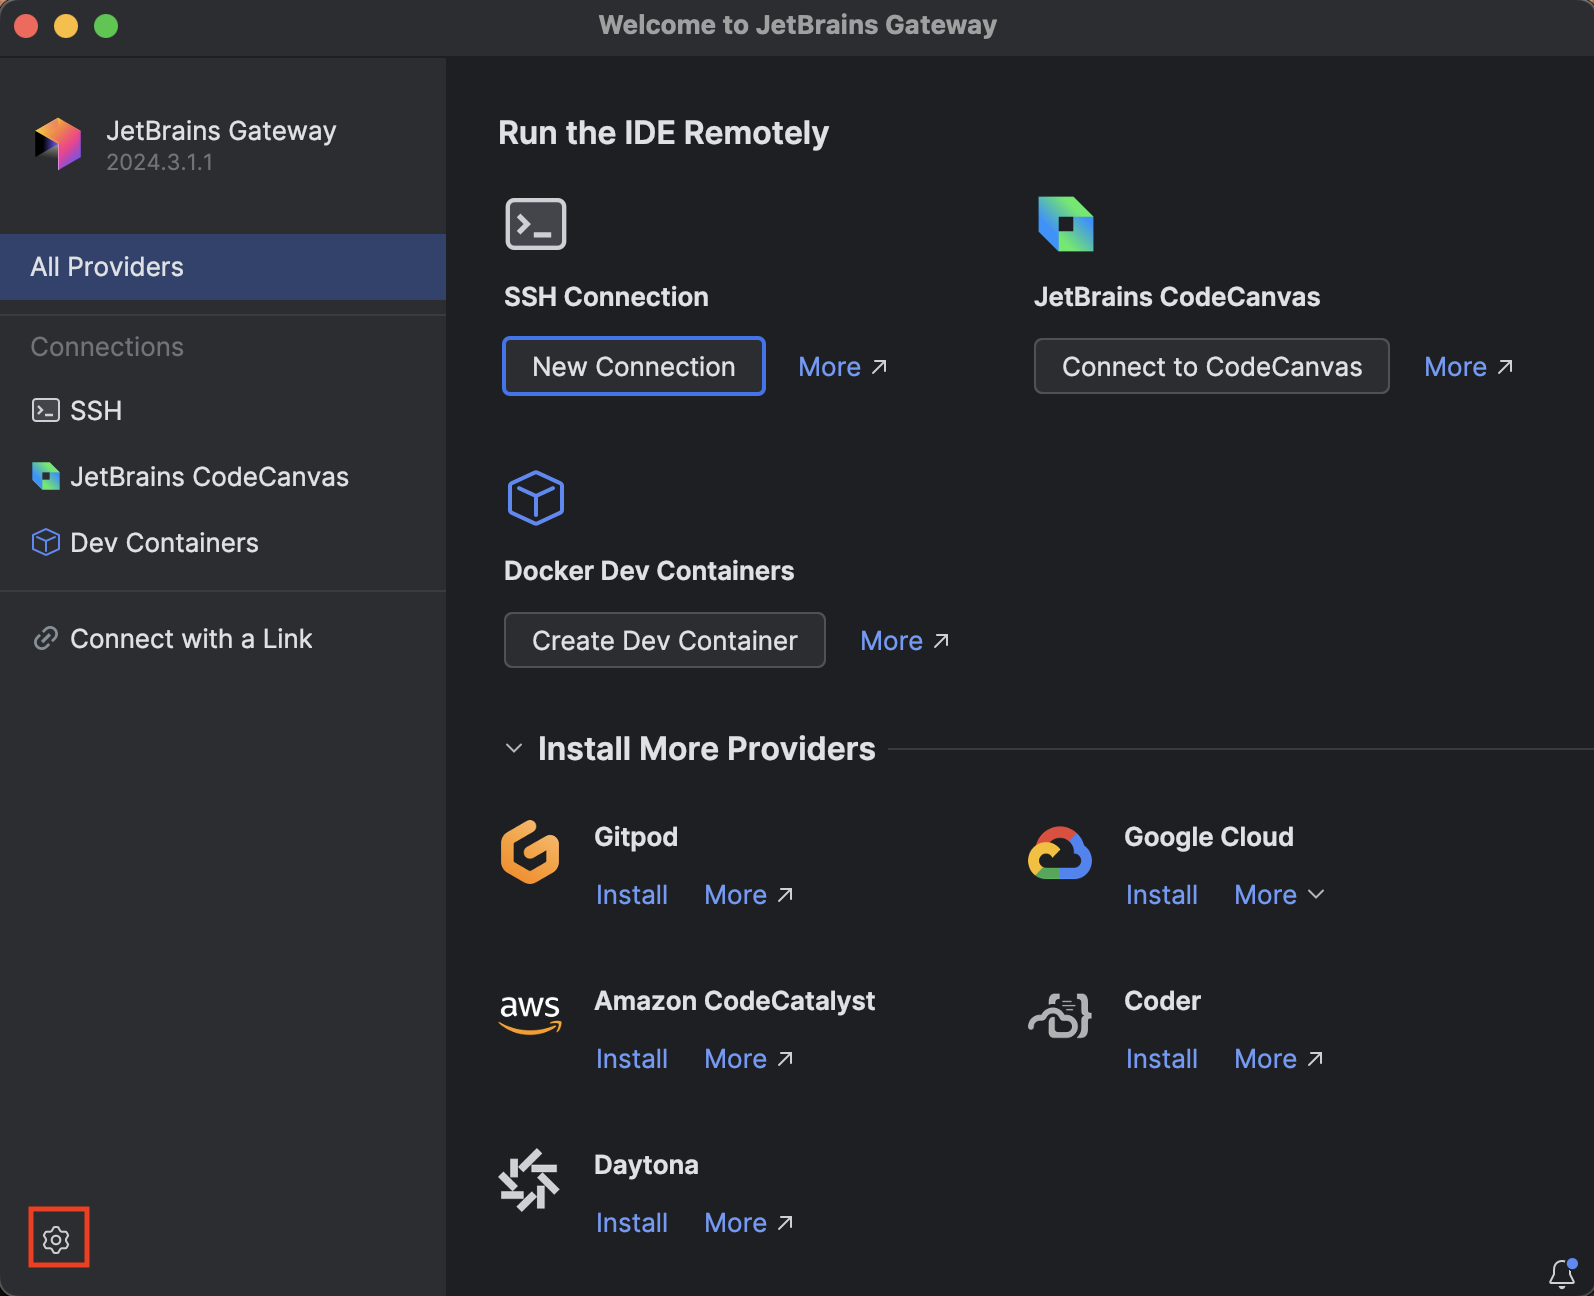 Welcome to JetBrains Gateway
JetBrains Gateway
2024.3.1.1
All Providers
Connections
SSH
JetBrains CodeCanvas
Dev Containers
Connect with a Link
Run the IDE Remotely
SSH Connection
New Connection More
JetBrains CodeCanvas
Connect to CodeCanvas More
Docker Dev Containers
Create Dev Container More
Install More Providers
Gitpod
Install More
Google Cloud
Install More
aws
Amazon CodeCatalyst
Install More
Coder
Install More
Daytona
Install More